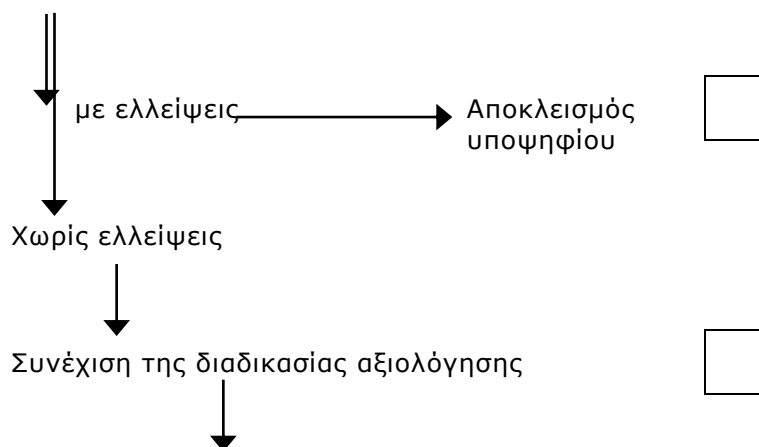 με ελλείψεις
Αποκλεισμός
υποψηφίου
Χωρίς ελλείψεις
Συνέχιση της διαδικασίας αξιολόγησης